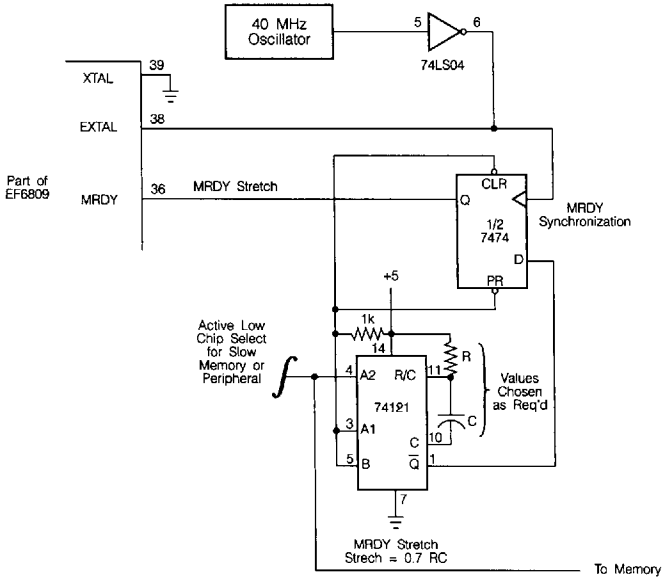 40 MHz
Oscillator
5
6
74LS04
39
XTAL
38
EXTAL
Part of
EF6809
36
MRDY Stretch
MRDY
CLR
Q
1/2
7474
MRDY
Synchronization
D
PR
+5
1k
14
Active Low
Chip Select
for Slow
Memory or
Peripheral
4
A2
R/C
11
R
74121
Values
Chosen
as Req'd
3
A1
C
C
10
5
B
Q
1
7
MRDY Stretch
Strech = 0.7 RC
To Memory